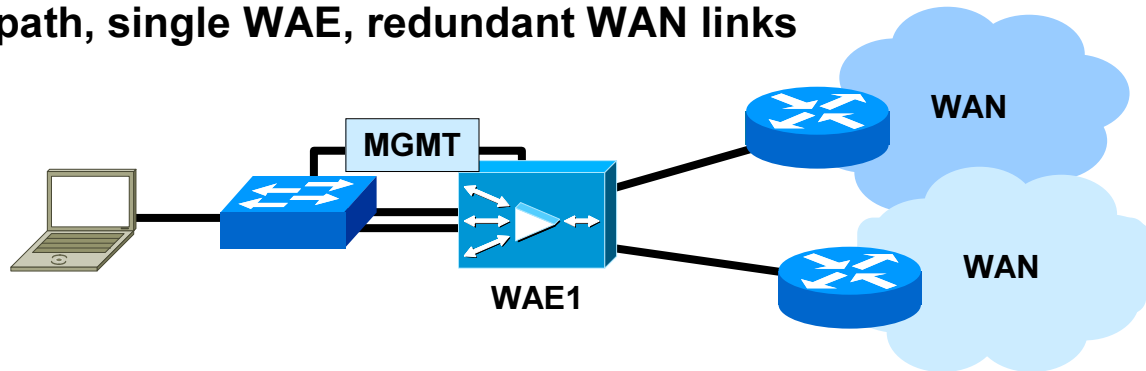 path, single WAE, redundant WAN links
WAN
MGMT
WAN
WAE1